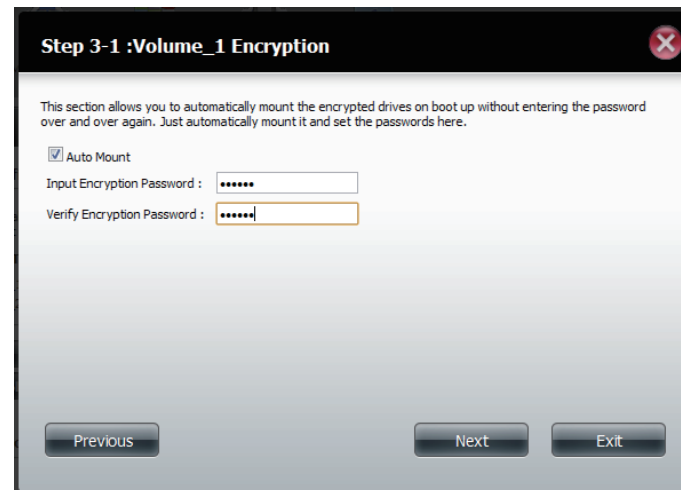 Step 3-1 :Volume_1 Encryption
This section allows you to automatically mount the encrypted drives on boot up without entering the password
over and over again. Just automatically mount it and set the passwords here.
Auto Mount
Input Encryption Password : ••••••
Verify Encryption Password : ••••••
Previous Next Exit